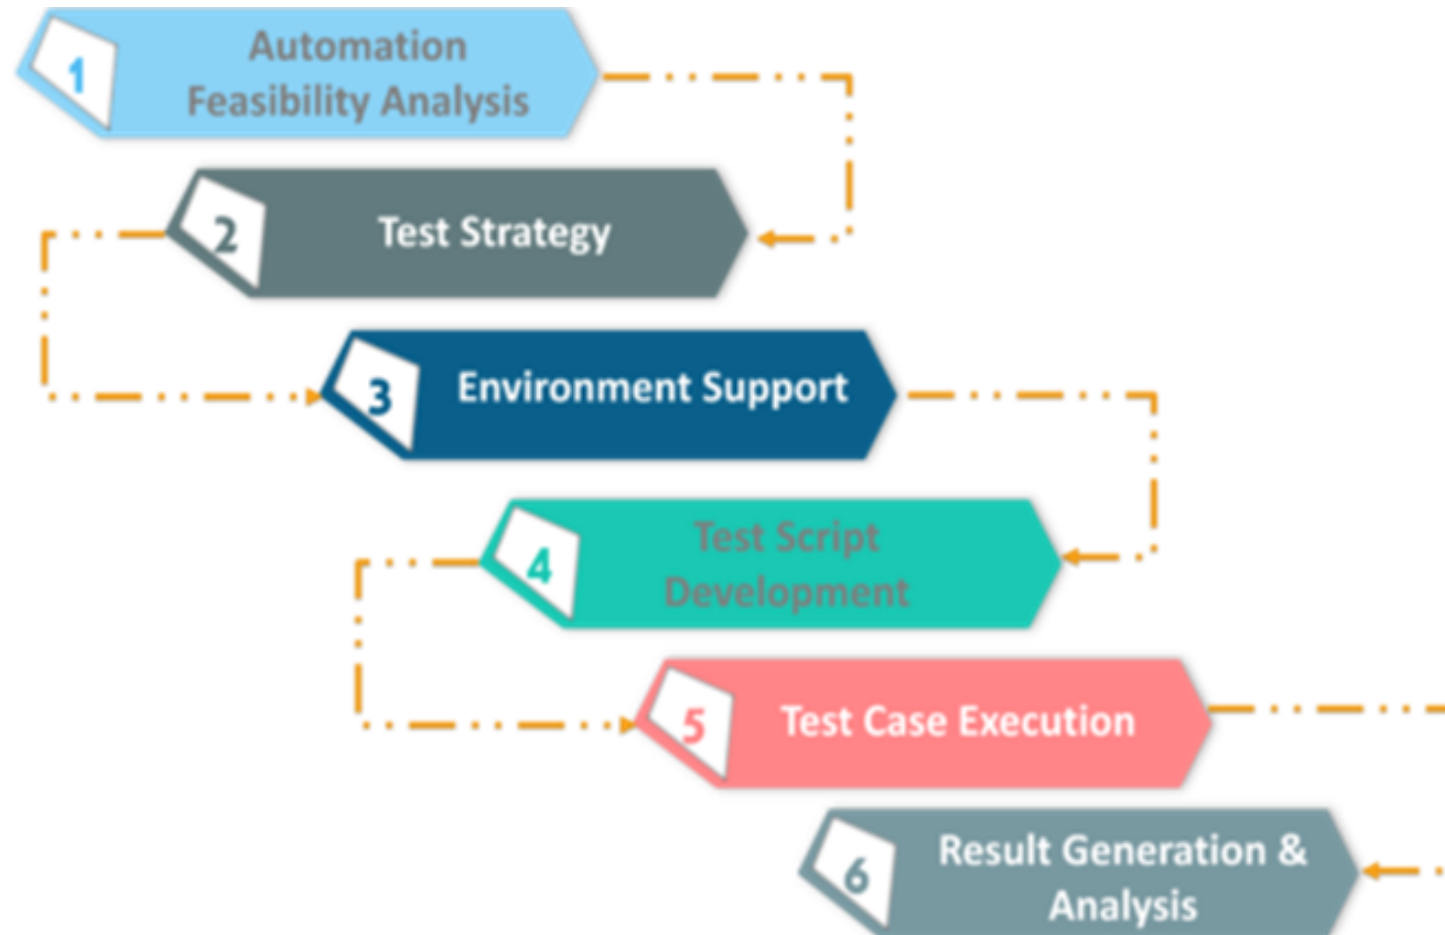 1
Automation
Feasibility Analysis
2
Test Strategy
3
Environment Support
4
Test Script
Development
5
Test Case Execution
6
Result Generation &
Analysis